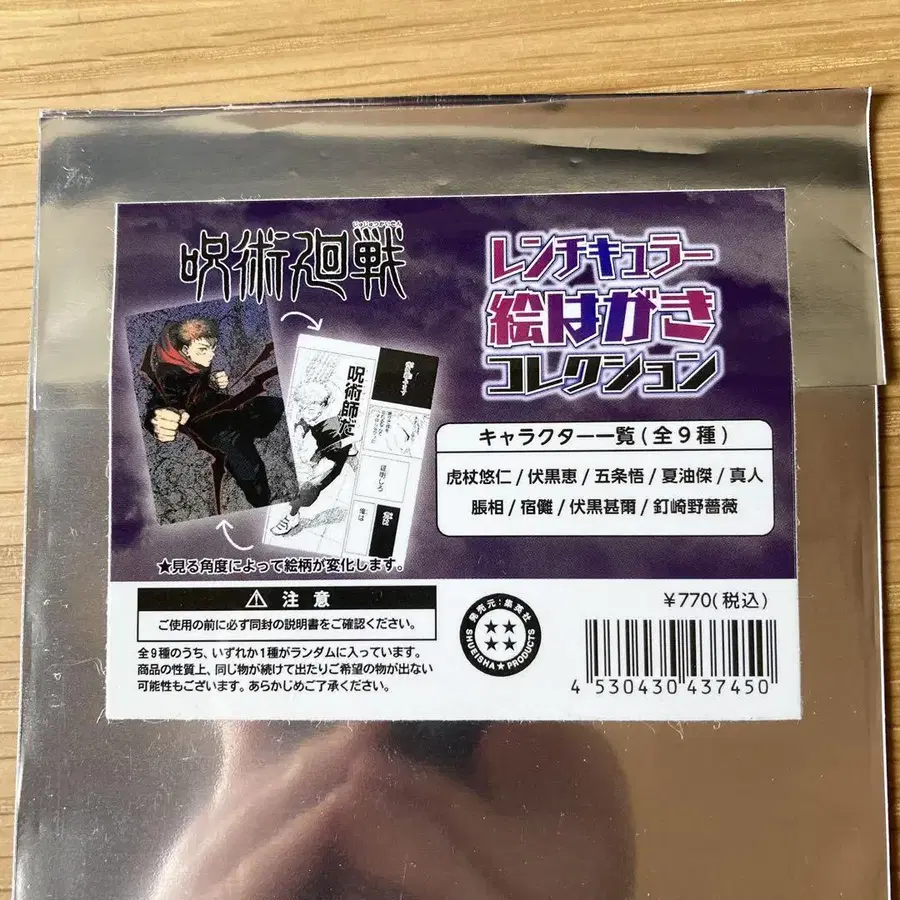 じゅじゅつかいせん
呪術廻戦
レンチキュラー
絵はがき
コレクション
呪術師だ
証明しろ
俺は
キャラクター一覧(全9種)
虎杖悠仁/伏黒恵/五条悟/夏油傑/真人
脹相/宿儺/伏黒甚爾/釘崎野薔薇
★見る角度によって絵柄が変化します。
⚠ 注意
ご使用の前に必ず同封の説明書をご確認ください。
全9種のうち、いずれか1種がランダムに入っています。
商品の性質上、同じ物が続けて出たりご希望の物が出ない
可能性もございます。あらかじめご了承ください。
発売元:集英社
SHUEISHA★PRODUCTS
¥770(税込)
4 530430 437450